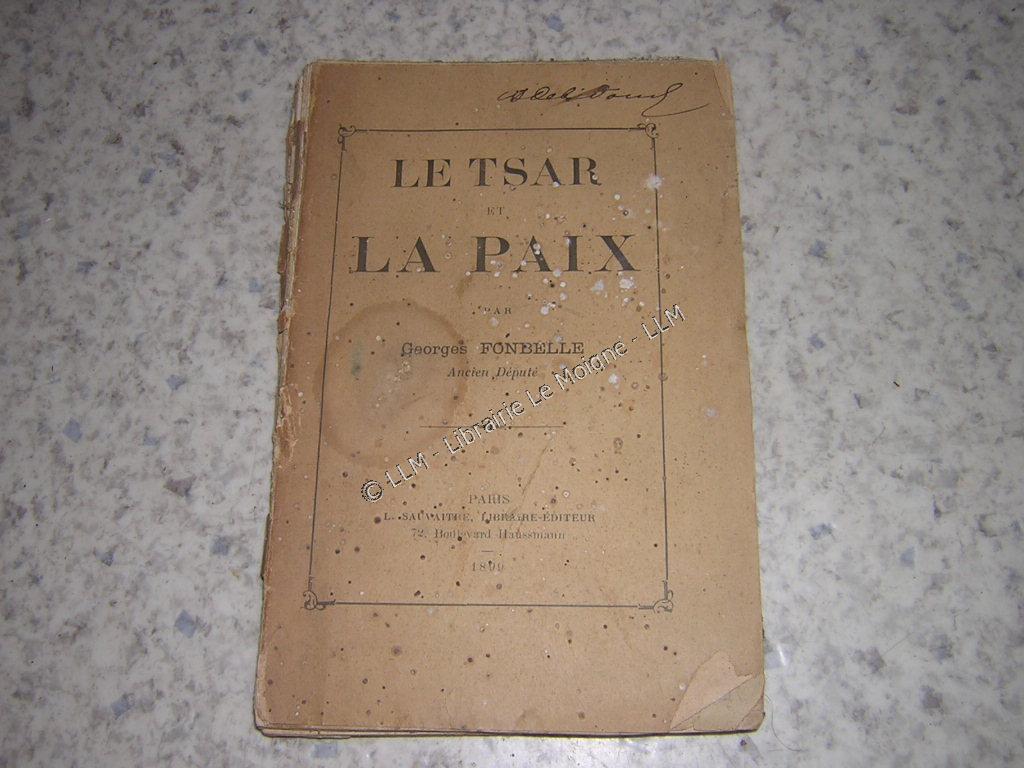 LE TSAR
ET
LA PAIX
PAR
Georges FONBELLE
Ancien Député
© LLM - Librairie Le Moigne - LLM
PARIS
L. SAUVAITRE, LIBRAIRE-ÉDITEUR
72, Boulevard Haussmann
1899